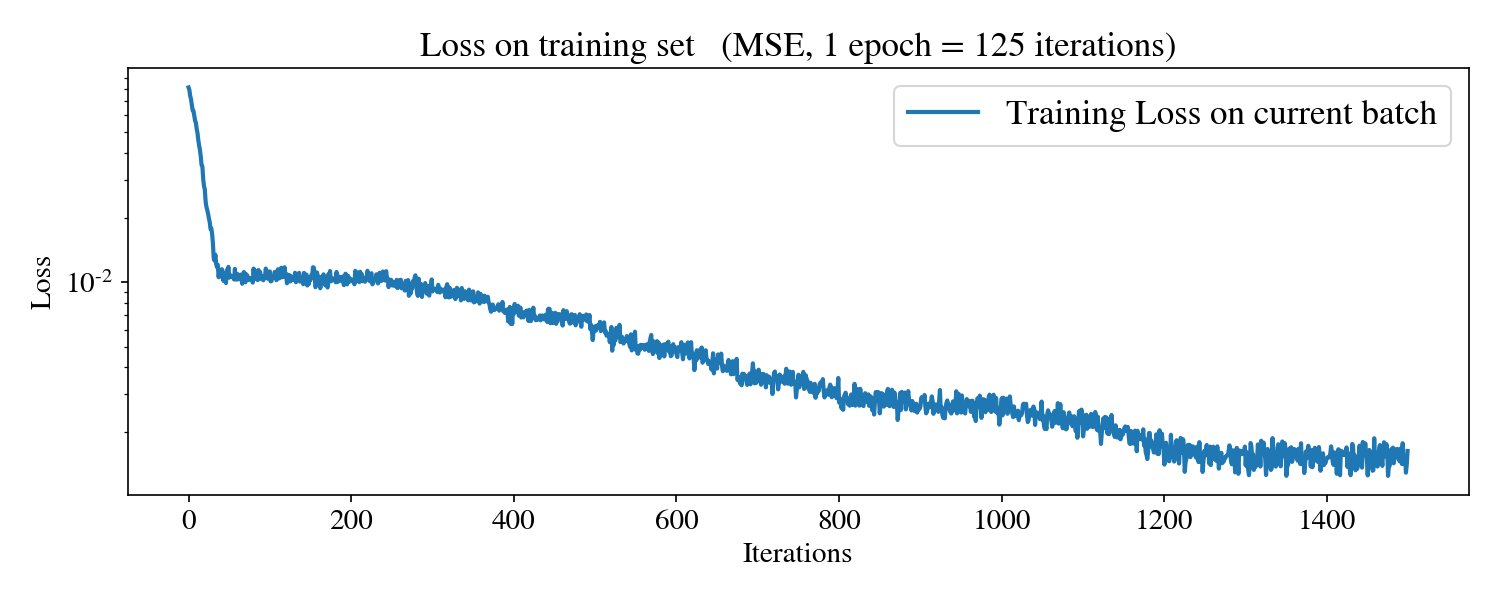 Loss on training set (MSE, 1 epoch = 125 iterations)
Training Loss on current batch
Loss
10-2
0 200 400 600 800 1000 1200 1400
Iterations